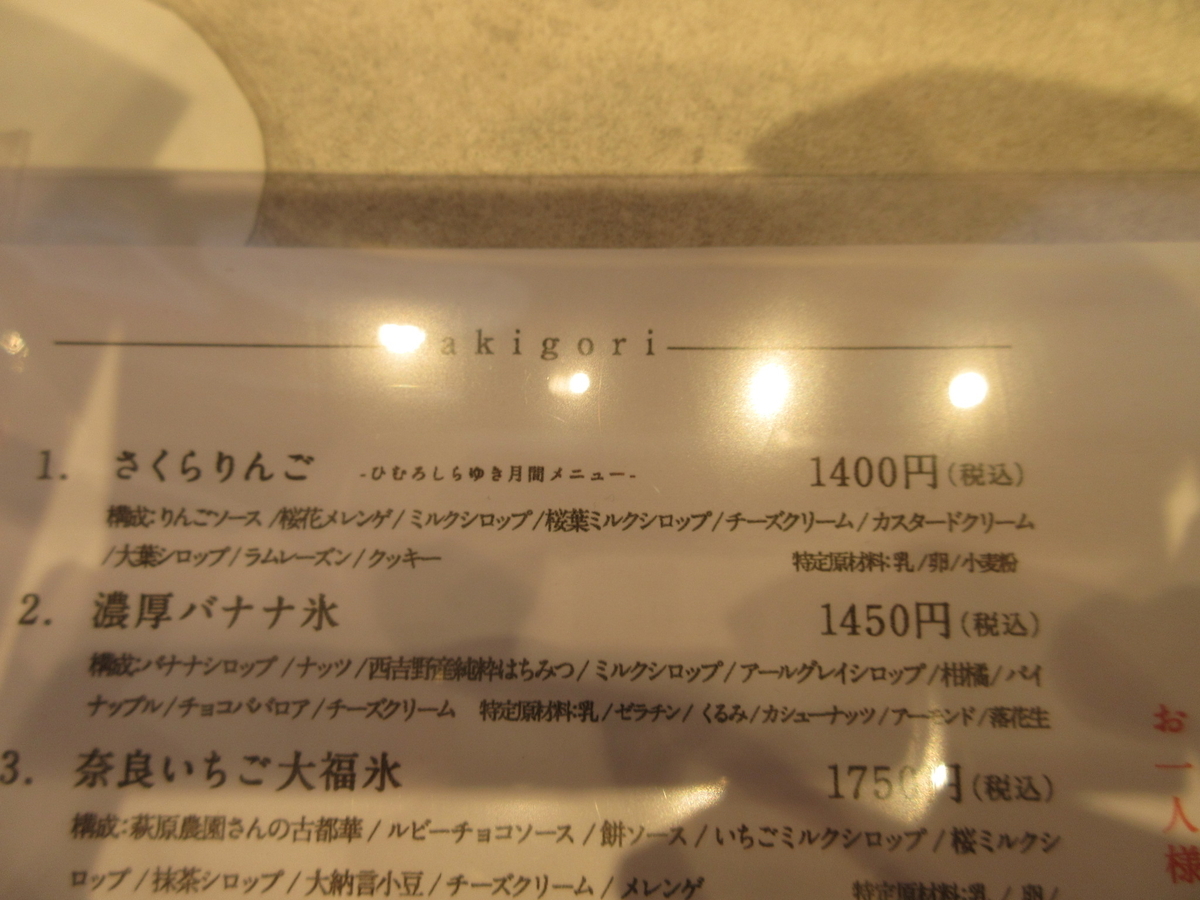 akigori
1. さくらりんご -ひむろしらゆき月間メニュー- 1400円(税込)
構成:りんごソース/桜花メレンゲ/ミルクシロップ/桜葉ミルクシロップ/チーズクリーム/カスタードクリーム
/大葉シロップ/ラムレーズン/クッキー 特定原材料:乳/卵/小麦粉
2. 濃厚バナナ氷 1450円(税込)
構成:バナナシロップ/ナッツ/西吉野産純粋はちみつ/ミルクシロップ/アールグレイシロップ/柑橘/パイ
ナップル/チョコババロア/チーズクリーム 特定原材料:乳/ゼラチン/くるみ/カシューナッツ/アーモンド/落花生
3. 奈良いちご大福氷 1750円(税込)
構成:萩原農園さんの古都華/ルビーチョコソース/餅ソース/いちごミルクシロップ/桜ミルクシ
ロップ/抹茶シロップ/大納言小豆/チーズクリーム/メレンゲ 特定原材料:乳/卵/
お一人様